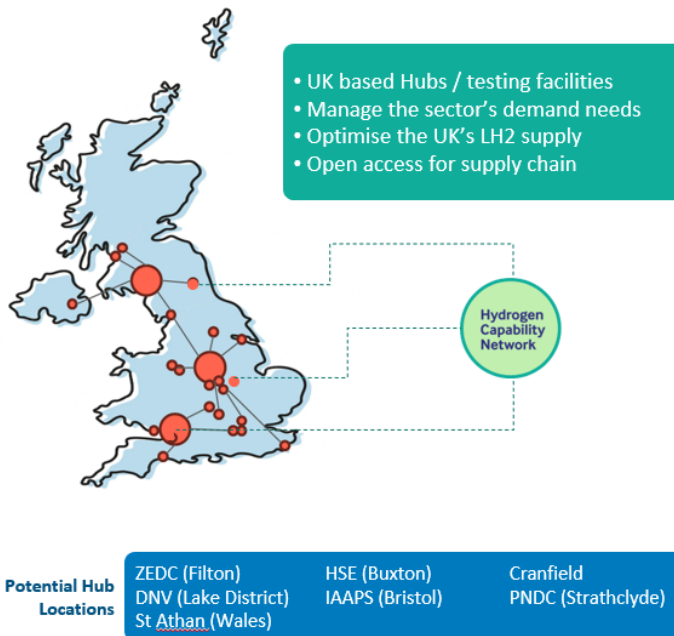 • UK based Hubs / testing facilities
• Manage the sector's demand needs
• Optimise the UK's LH2 supply
• Open access for supply chain
Hydrogen
Capability
Network
Potential Hub
Locations
ZEDC (Filton)
DNV (Lake District)
St Athan (Wales)
HSE (Buxton)
IAAPS (Bristol)
Cranfield
PNDC (Strathclyde)